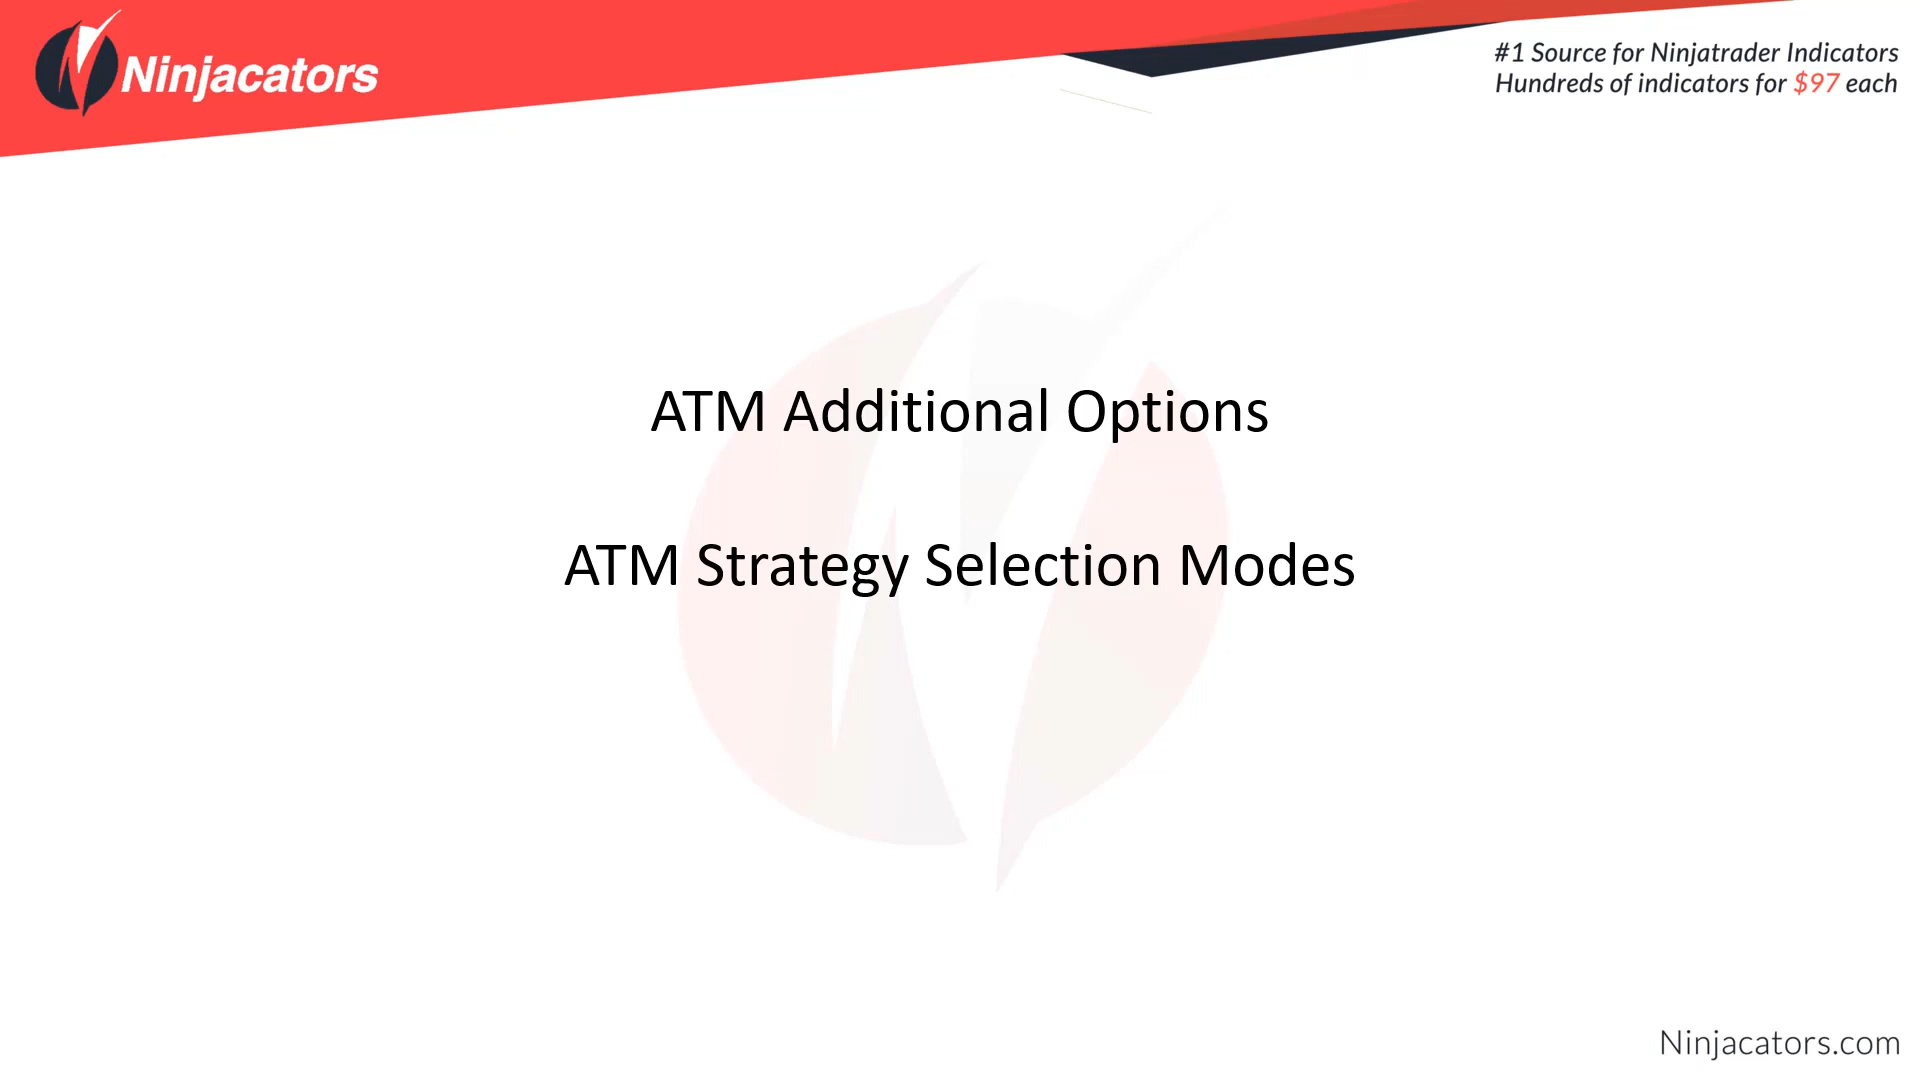 Ninjacators
#1 Source for Ninjatrader Indicators
Hundreds of indicators for $97 each
ATM Additional Options
ATM Strategy Selection Modes
Ninjacators.com